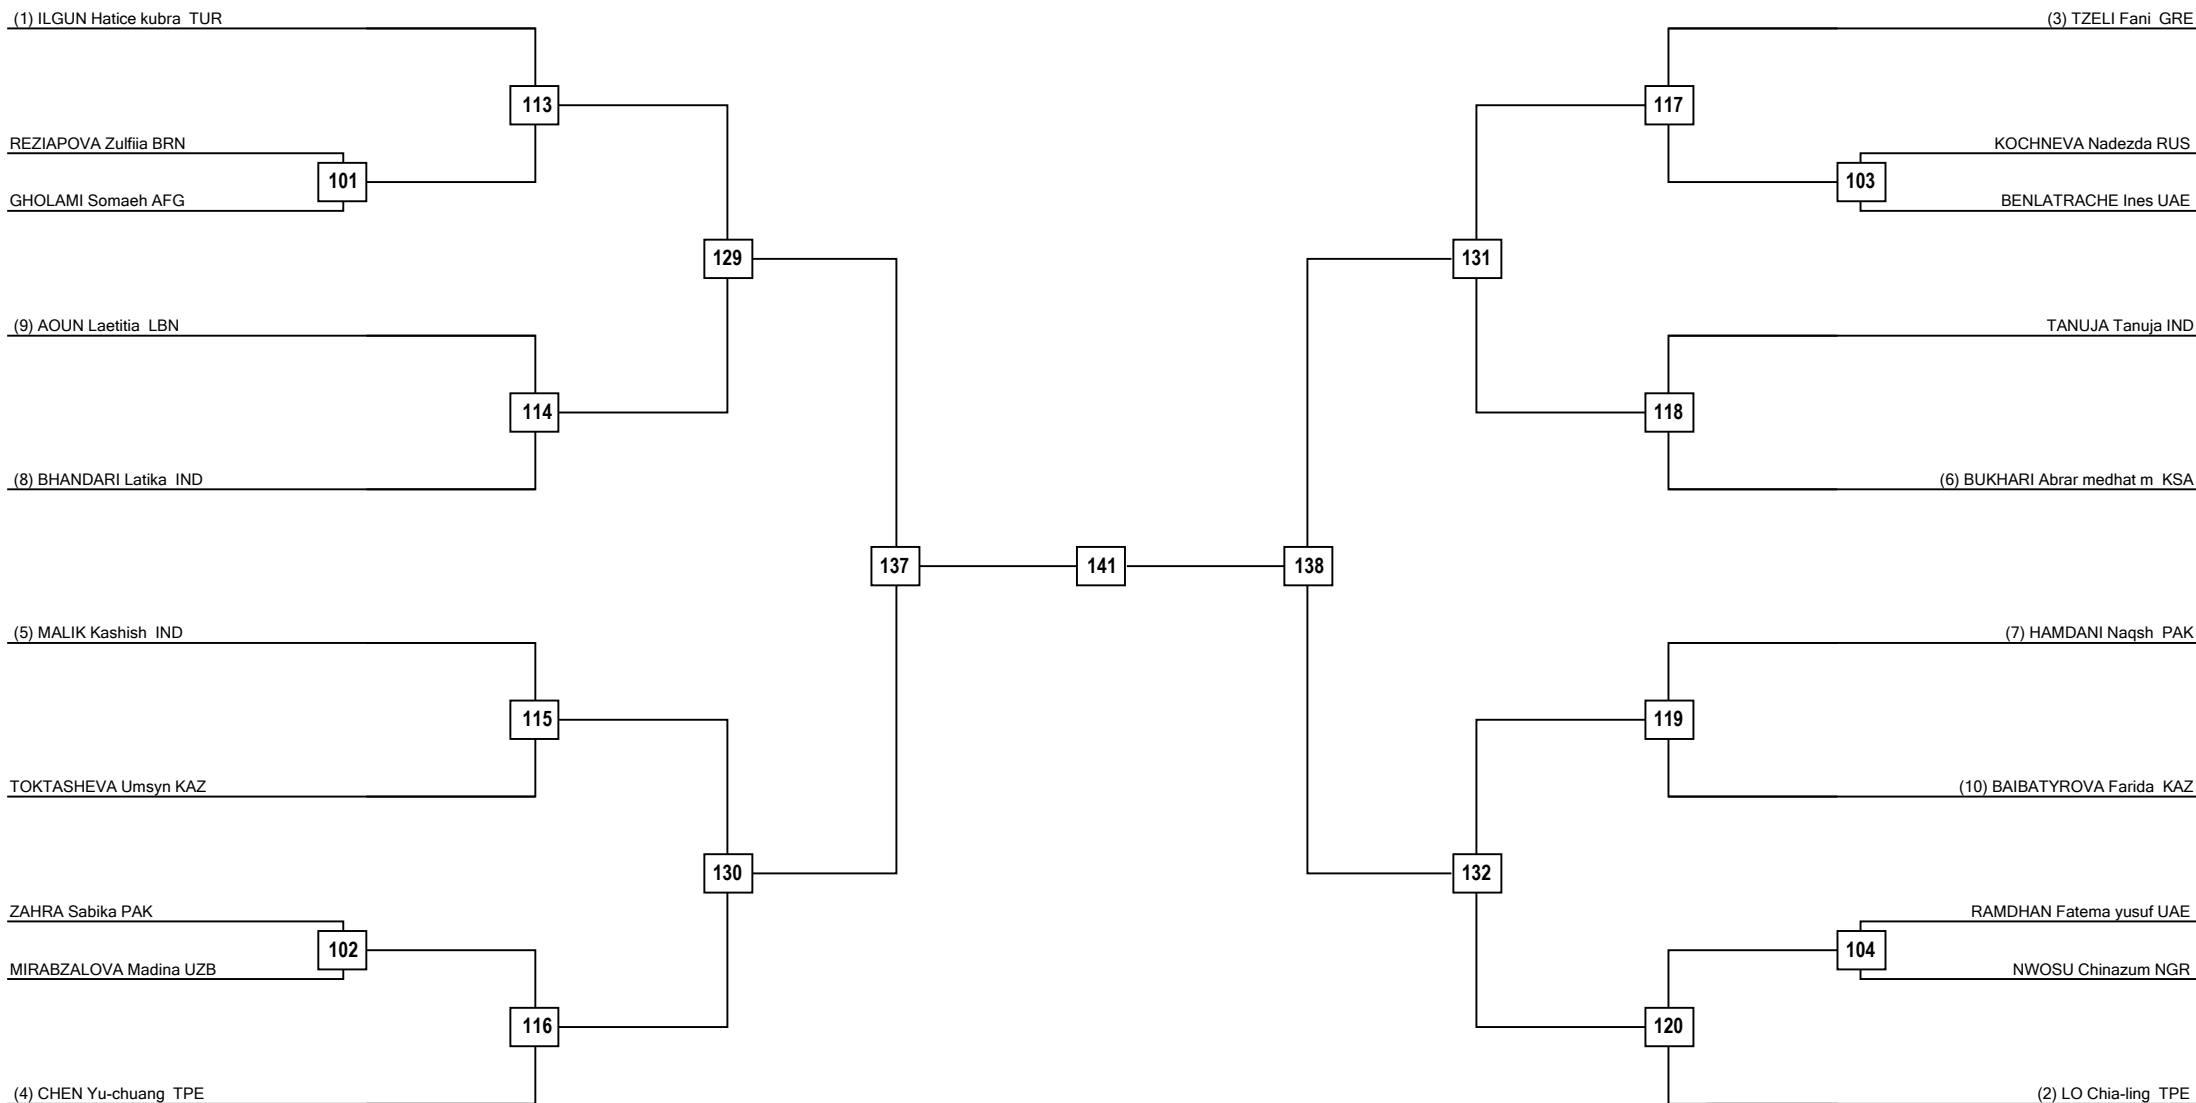 (1) ILGUN Hatice kubra TUR
113
REZIAPOVA Zulfiia BRN
101
GHOLAMI Somaeh AFG
129
(9) AOUN Laetitia LBN
114
(8) BHANDARI Latika IND
137
(5) MALIK Kashish IND
115
TOKTASHEVA Umsyn KAZ
130
ZAHRA Sabika PAK
102
MIRABZALOVA Madina UZB
116
(4) CHEN Yu-chuang TPE
141
(3) TZELI Fani GRE
117
KOCHNEVA Nadezda RUS
103
BENLATRACHE Ines UAE
131
TANUJA Tanuja IND
118
(6) BUKHARI Abrar medhat m KSA
138
(7) HAMDANI Naqsh PAK
119
(10) BAIBATYROVA Farida KAZ
132
RAMDHAN Fatema yusuf UAE
104
NWOSU Chinazum NGR
120
(2) LO Chia-ling TPE